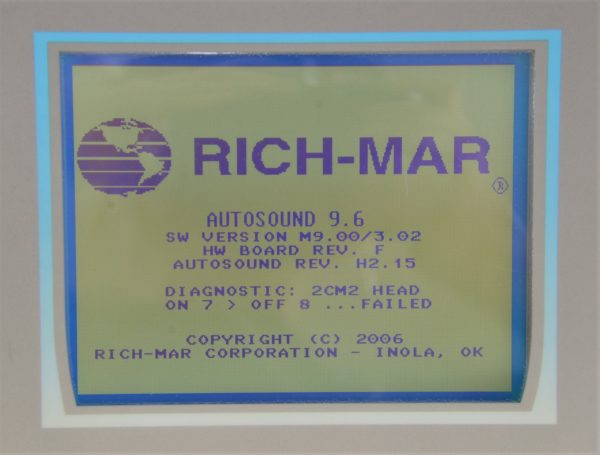 RICH-MAR
®
AUTOSOUND 9.6
SW VERSION M9.00/3.02
HW BOARD REV. F
AUTOSOUND REV. H2.15
DIAGNOSTIC: 2CM2 HEAD
ON 7 > OFF 8 ...FAILED
COPYRIGHT (C) 2006
RICH-MAR CORPORATION - INOLA, OK